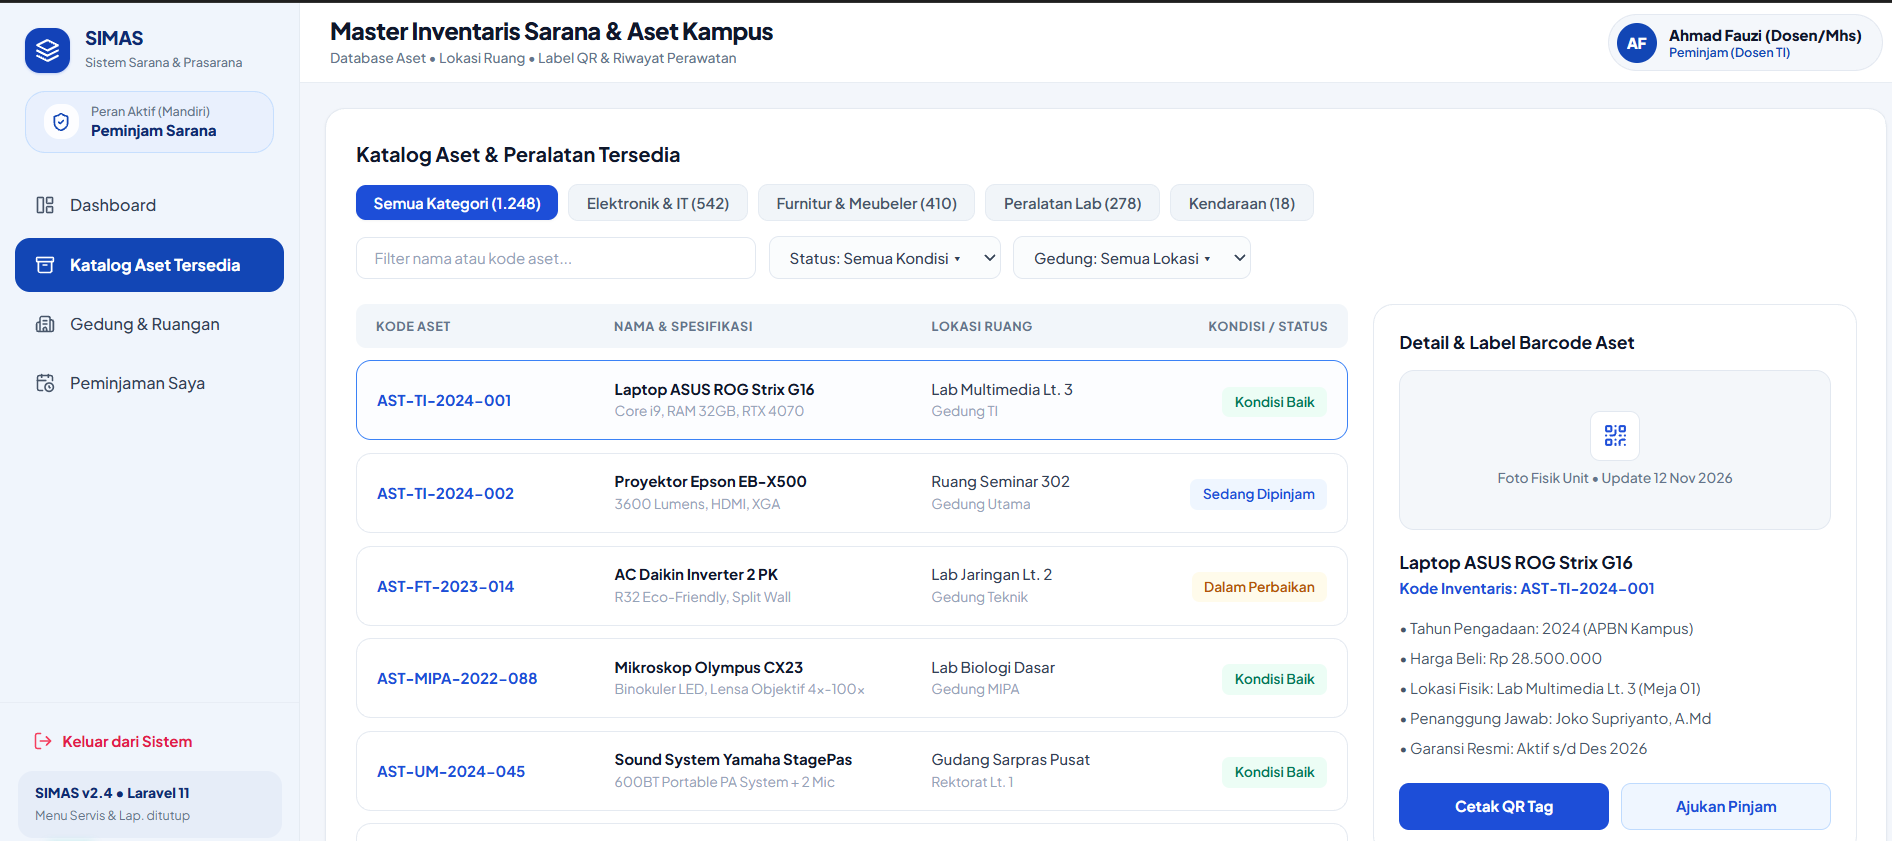 SIMAS
Sistem Sarana & Prasarana
Peran Aktif (Mandiri)
Peminjam Sarana
Dashboard
Katalog Aset Tersedia
Gedung & Ruangan
Peminjaman Saya
Keluar dari Sistem
SIMAS v2.4 • Laravel 11
Menu Servis & Lap. ditutup
Master Inventaris Sarana & Aset Kampus
Database Aset • Lokasi Ruang • Label QR & Riwayat Perawatan
AF
Ahmad Fauzi (Dosen/Mhs)
Peminjam (Dosen TI)
Katalog Aset & Peralatan Tersedia
Semua Kategori (1.248) Elektronik & IT (542) Furnitur & Meubeler (410) Peralatan Lab (278) Kendaraan (18)
Filter nama atau kode aset... Status: Semua Kondisi ▾ Gedung: Semua Lokasi ▾
KODE ASET NAMA & SPESIFIKASI LOKASI RUANG KONDISI / STATUS
AST-TI-2024-001 Laptop ASUS ROG Strix G16 Lab Multimedia Lt. 3 Kondisi Baik
Core i9, RAM 32GB, RTX 4070 Gedung TI
AST-TI-2024-002 Proyektor Epson EB-X500 Ruang Seminar 302 Sedang Dipinjam
3600 Lumens, HDMI, XGA Gedung Utama
AST-FT-2023-014 AC Daikin Inverter 2 PK Lab Jaringan Lt. 2 Dalam Perbaikan
R32 Eco-Friendly, Split Wall Gedung Teknik
AST-MIPA-2022-088 Mikroskop Olympus CX23 Lab Biologi Dasar Kondisi Baik
Binokuler LED, Lensa Objektif 4x-100x Gedung MIPA
AST-UM-2024-045 Sound System Yamaha StagePas Gudang Sarpras Pusat Kondisi Baik
600BT Portable PA System + 2 Mic Rektorat Lt. 1
Detail & Label Barcode Aset
Foto Fisik Unit • Update 12 Nov 2026
Laptop ASUS ROG Strix G16
Kode Inventaris: AST-TI-2024-001
• Tahun Pengadaan: 2024 (APBN Kampus)
• Harga Beli: Rp 28.500.000
• Lokasi Fisik: Lab Multimedia Lt. 3 (Meja 01)
• Penanggung Jawab: Joko Supriyanto, A.Md
• Garansi Resmi: Aktif s/d Des 2026
Cetak QR Tag Ajukan Pinjam